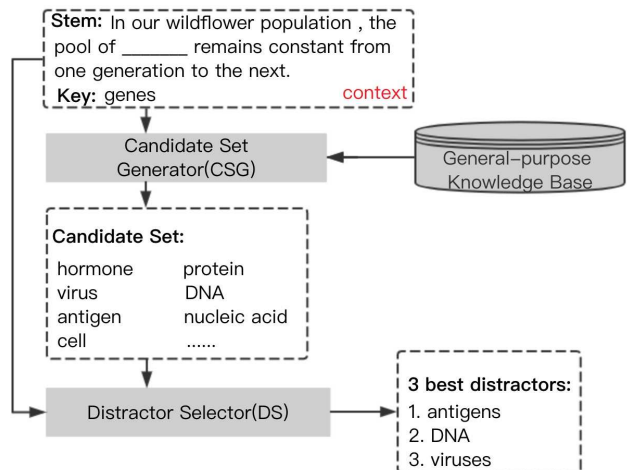 Stem: In our wildflower population , the
pool of _______ remains constant from
one generation to the next.
Key: genes
context
Candidate Set
Generator(CSG)
General-purpose
Knowledge Base
Candidate Set:
hormone protein
virus DNA
antigen nucleic acid
cell ......
Distractor Selector(DS)
3 best distractors:
1. antigens
2. DNA
3. viruses